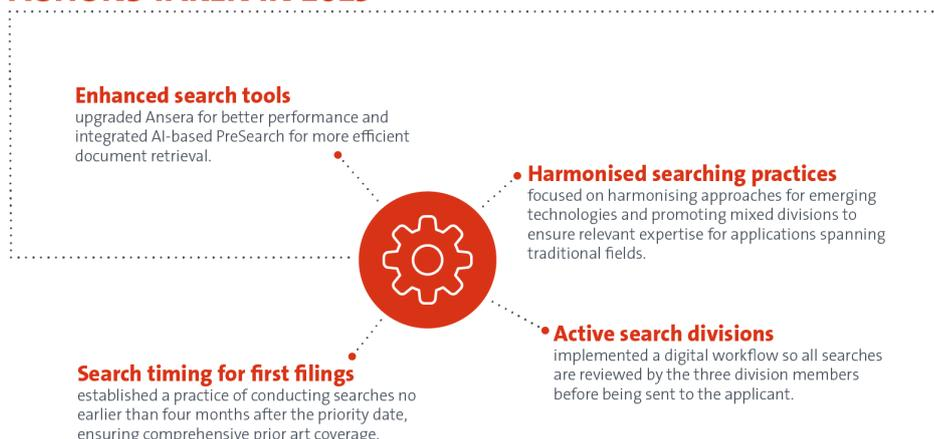 Enhanced search tools
upgraded Ansera for better performance and
integrated AI-based PreSearch for more efficient
document retrieval.
Harmonised searching practices
focused on harmonising approaches for emerging
technologies and promoting mixed divisions to
ensure relevant expertise for applications spanning
traditional fields.
Active search divisions
implemented a digital workflow so all searches
are reviewed by the three division members
before being sent to the applicant.
Search timing for first filings
established a practice of conducting searches no
earlier than four months after the priority date,
ensuring comprehensive prior art coverage.